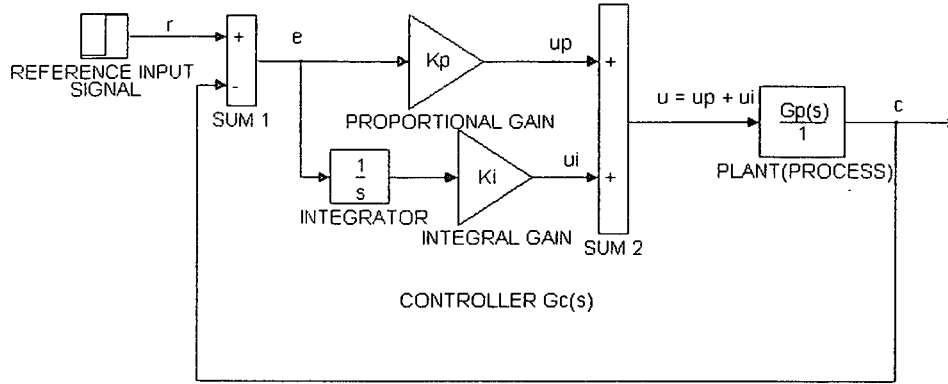 r
+
-
REFERENCE INPUT
SIGNAL
SUM 1
e
Kp
PROPORTIONAL GAIN
up
1
s
INTEGRATOR
Ki
INTEGRAL GAIN
ui
+
+
SUM 2
u = up + ui
Gp(s)
1
PLANT(PROCESS)
c
CONTROLLER Gc(s)